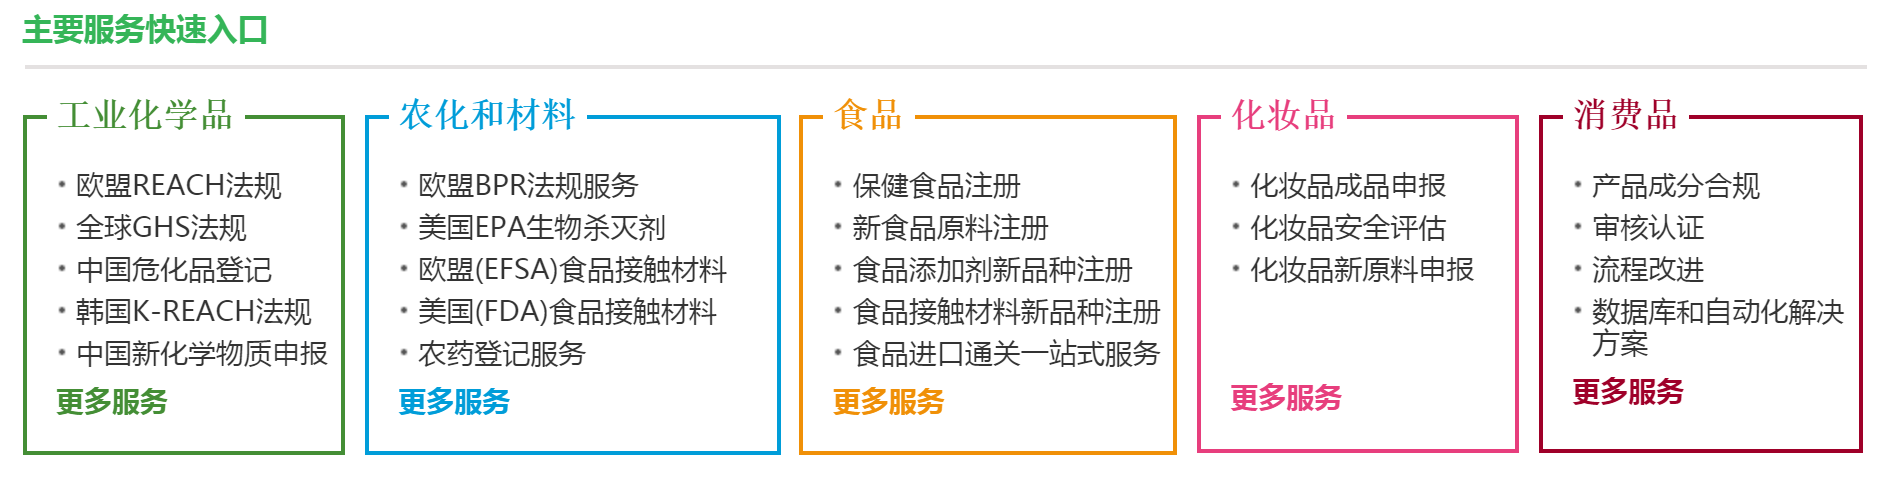 主要服务快速入口
工业化学品
· 欧盟REACH法规
· 全球GHS法规
· 中国危化品登记
· 韩国K-REACH法规
· 中国新化学物质申报
更多服务
农化和材料
· 欧盟BPR法规服务
· 美国EPA生物杀灭剂
· 欧盟(EFSA)食品接触材料
· 美国(FDA)食品接触材料
· 农药登记服务
更多服务
食品
· 保健食品注册
· 新食品原料注册
· 食品添加剂新品种注册
· 食品接触材料新品种注册
· 食品进口通关一站式服务
更多服务
化妆品
· 化妆品成品申报
· 化妆品安全评估
· 化妆品新原料申报
更多服务
消费品
· 产品成分合规
· 审核认证
· 流程改进
· 数据库和自动化解决
方案
更多服务